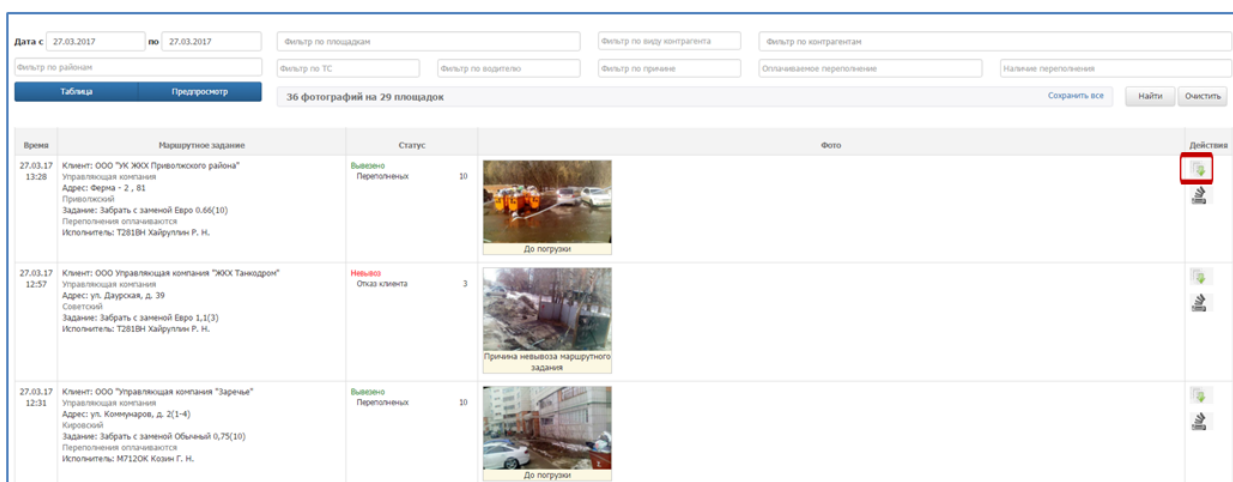 Дата с 27.03.2017 по 27.03.2017 Фильтр по площадкам Фильтр по виду контрагента Фильтр по контрагентам
Фильтр по районам Фильтр по ТС Фильтр по водителю Фильтр по причине Оплачиваемое переполнение Наличие переполнения
Таблица Предпросмотр 36 фотографий на 29 площадок Сохранить все Найти Очистить
Время Маршрутное задание Статус Фото Действия
27.03.17 Клиент: ООО "УК ЖКХ Приволжского района" Вывезено
13:28 Управляющая компания Переполненых 10
Адрес: Ферма - 2 , 81
Приволжский
Задание: Забрать с заменой Евро 0.66(10)
Переполнения оплачиваются
Исполнитель: Т281ВН Хайруллин Р. Н.
До погрузки
27.03.17 Клиент: ООО Управляющая компания "ЖКХ Танкодром" Невывоз
12:57 Управляющая компания Отказ клиента 3
Адрес: ул. Даурская, д. 39
Советский
Задание: Забрать с заменой Евро 1,1(3)
Исполнитель: Т281ВН Хайруллин Р. Н.
Причина невывоза маршрутного
задания
27.03.17 Клиент: ООО "Управляющая компания "Заречье" Вывезено
12:31 Управляющая компания Переполненых 10
Адрес: ул. Коммунаров, д. 2(1-4)
Кировский
Задание: Забрать с заменой Обычный 0,75(10)
Переполнения оплачиваются
Исполнитель: М712ОК Козин Г. Н.
До погрузки